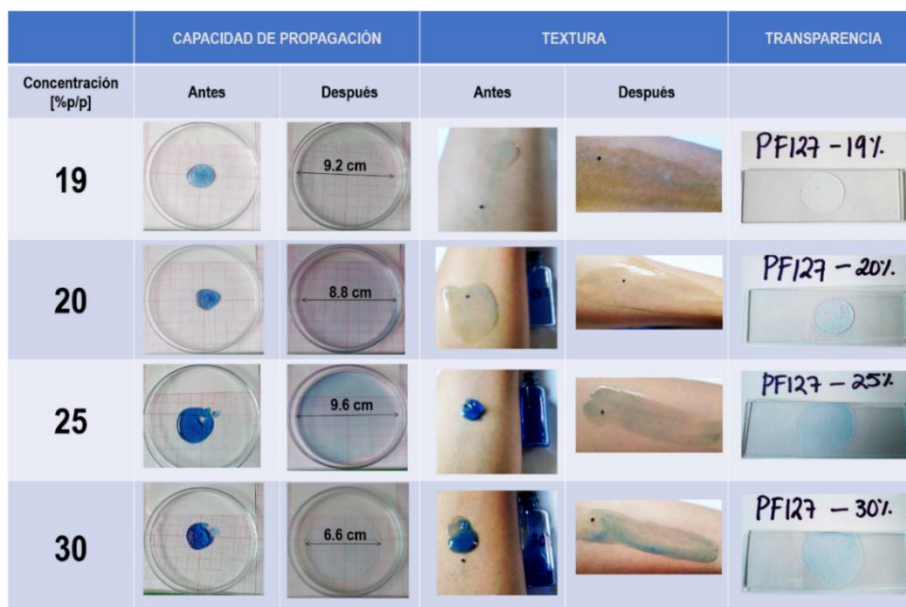 CAPACIDAD DE PROPAGACIÓN TEXTURA TRANSPARENCIA
Concentración
[%p/p]
Antes Después Antes Después
19 9.2 cm PF127-19%
20 8.8 cm PF127-20%
25 9.6 cm PF127-25%
30 6.6 cm PF127-30%